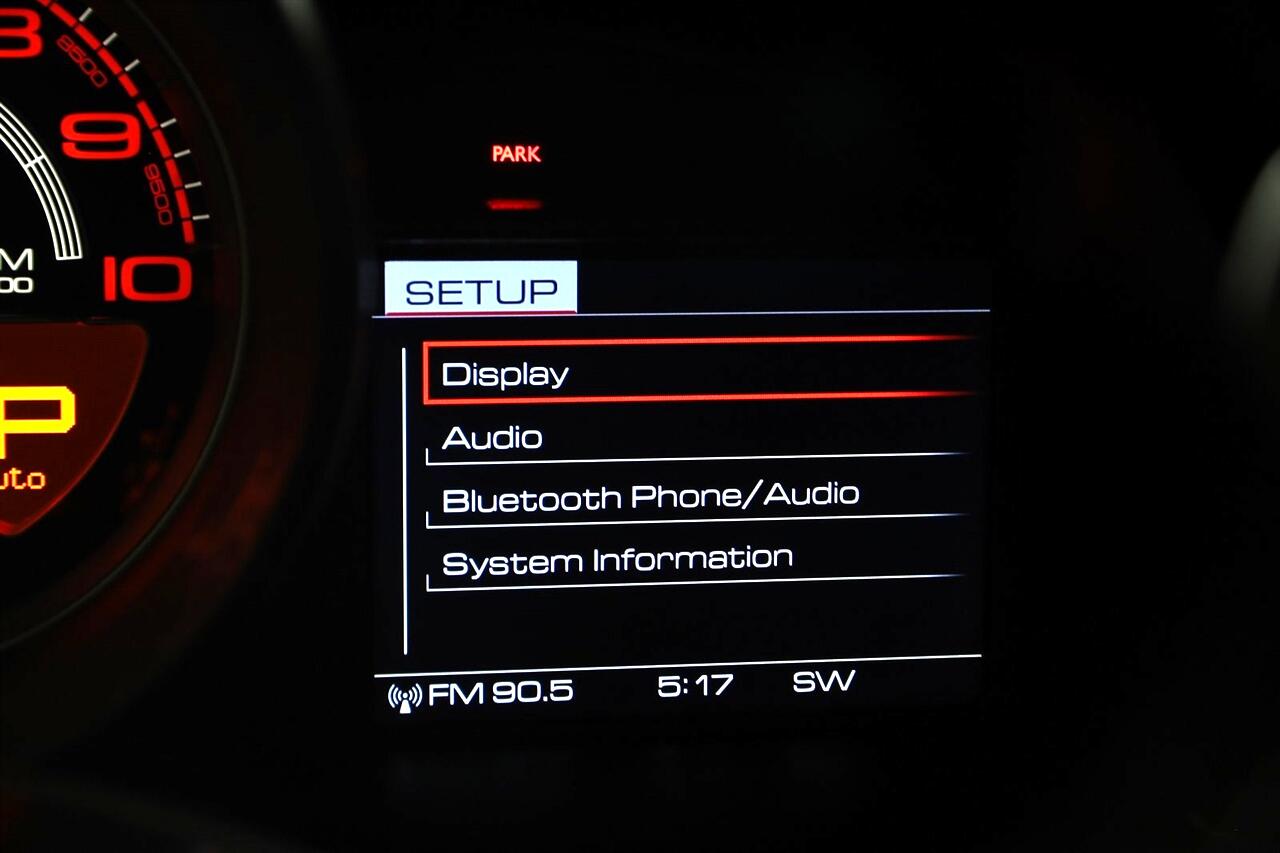 8
8500
9
9500
10
PARK
P
SETUP
Display
Audio
Bluetooth Phone/Audio
System Information
FM 90.5 5:17 SW